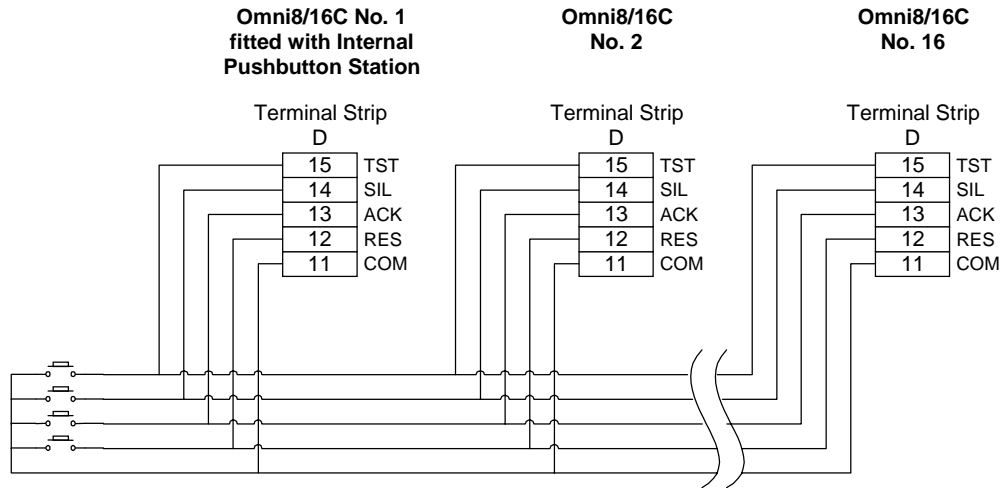 Omni8/16C No. 1
fitted with Internal
Pushbutton Station
Omni8/16C
No. 2
Omni8/16C
No. 16
Terminal Strip
D
15 TST
14 SIL
13 ACK
12 RES
11 COM
Terminal Strip
D
15 TST
14 SIL
13 ACK
12 RES
11 COM
Terminal Strip
D
15 TST
14 SIL
13 ACK
12 RES
11 COM